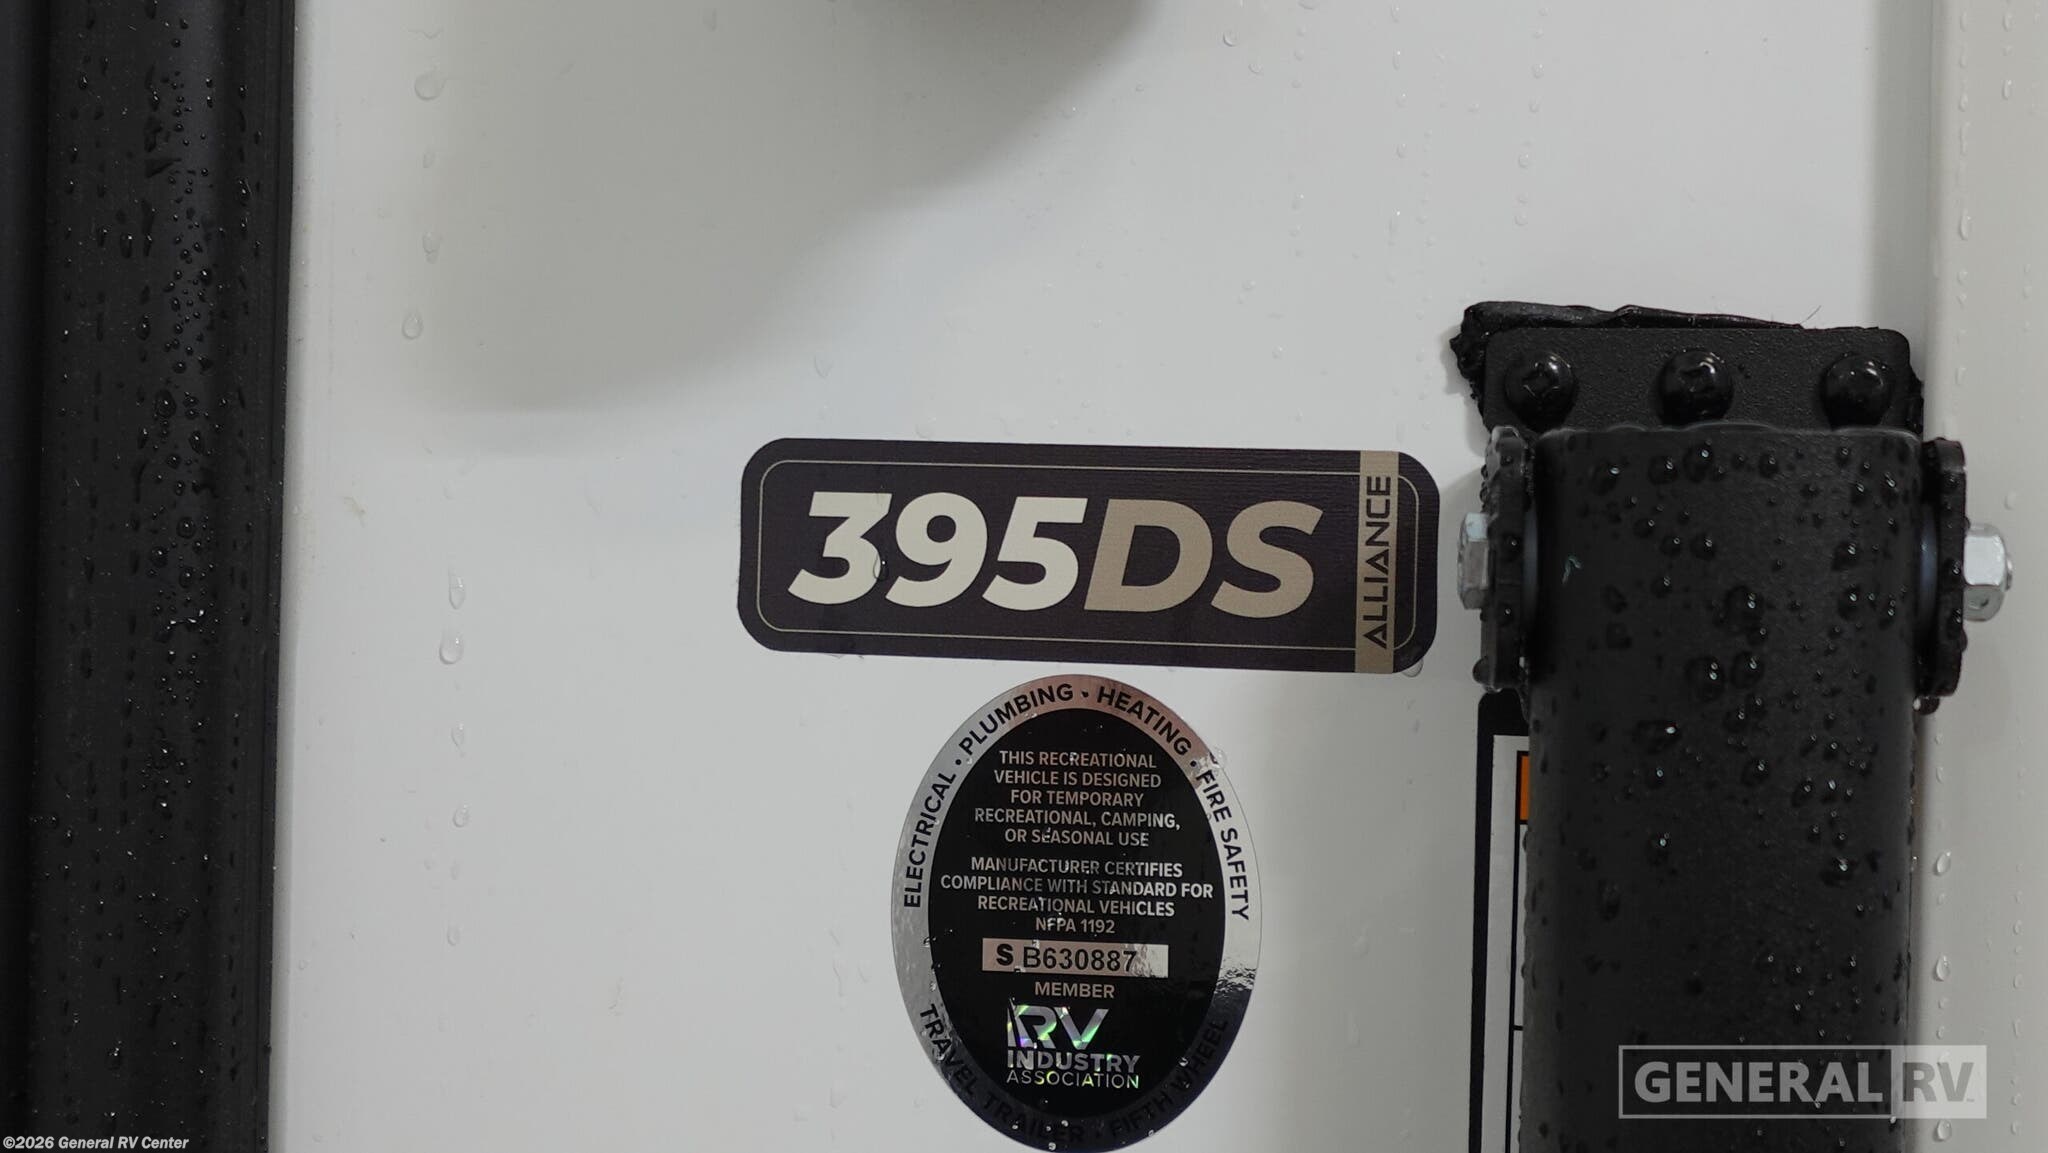 395DS
ALLIANCE
ELECTRICAL • PLUMBING • HEATING • FIRE SAFETY
THIS RECREATIONAL
VEHICLE IS DESIGNED
FOR TEMPORARY
RECREATIONAL, CAMPING,
OR SEASONAL USE
MANUFACTURER CERTIFIES
COMPLIANCE WITH STANDARD FOR
RECREATIONAL VEHICLES
NFPA 1192
S B630887
MEMBER
RV
INDUSTRY
ASSOCIATION
TRAVEL TRAILER • FIFTH WHEEL
GENERAL RV
©2026 General RV Center